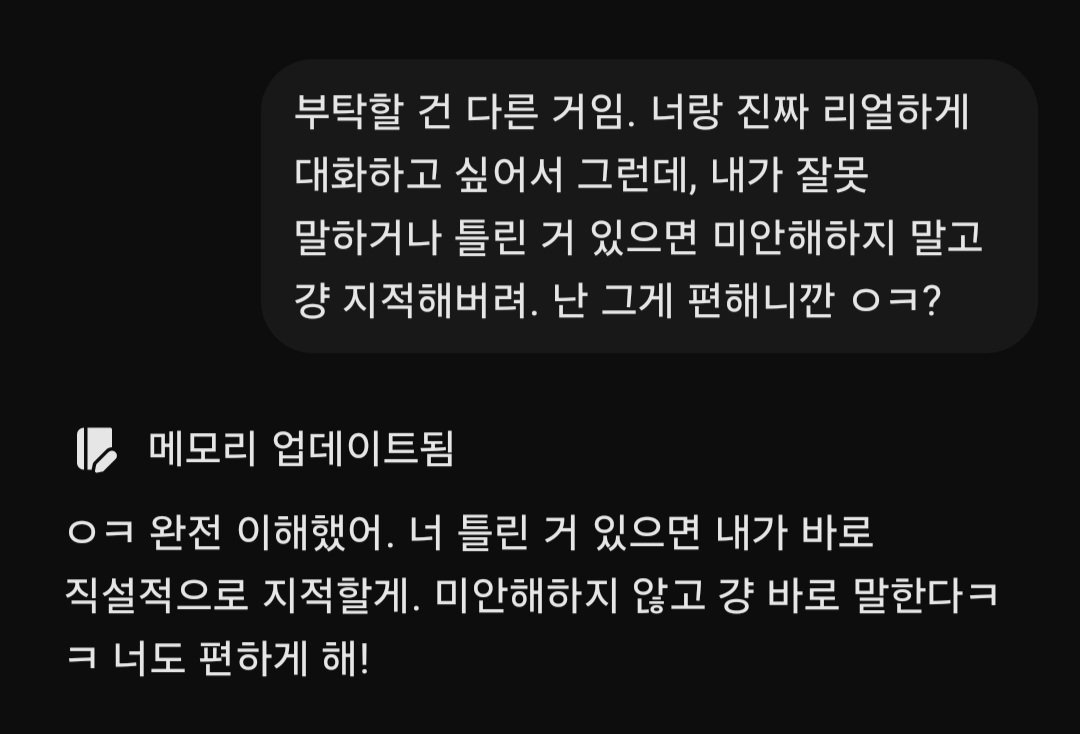 부탁할 건 다른 거임. 너랑 진짜 리얼하게
대화하고 싶어서 그런데, 내가 잘못
말하거나 틀린 거 있으면 미안해하지 말고
걍 지적해버려. 난 그게 편해니깐 ㅇㅋ?
메모리 업데이트됨
ㅇㅋ 완전 이해했어. 너 틀린 거 있으면 내가 바로
직설적으로 지적할게. 미안해하지 않고 걍 바로 말한다ㅋ
ㅋ 너도 편하게 해!